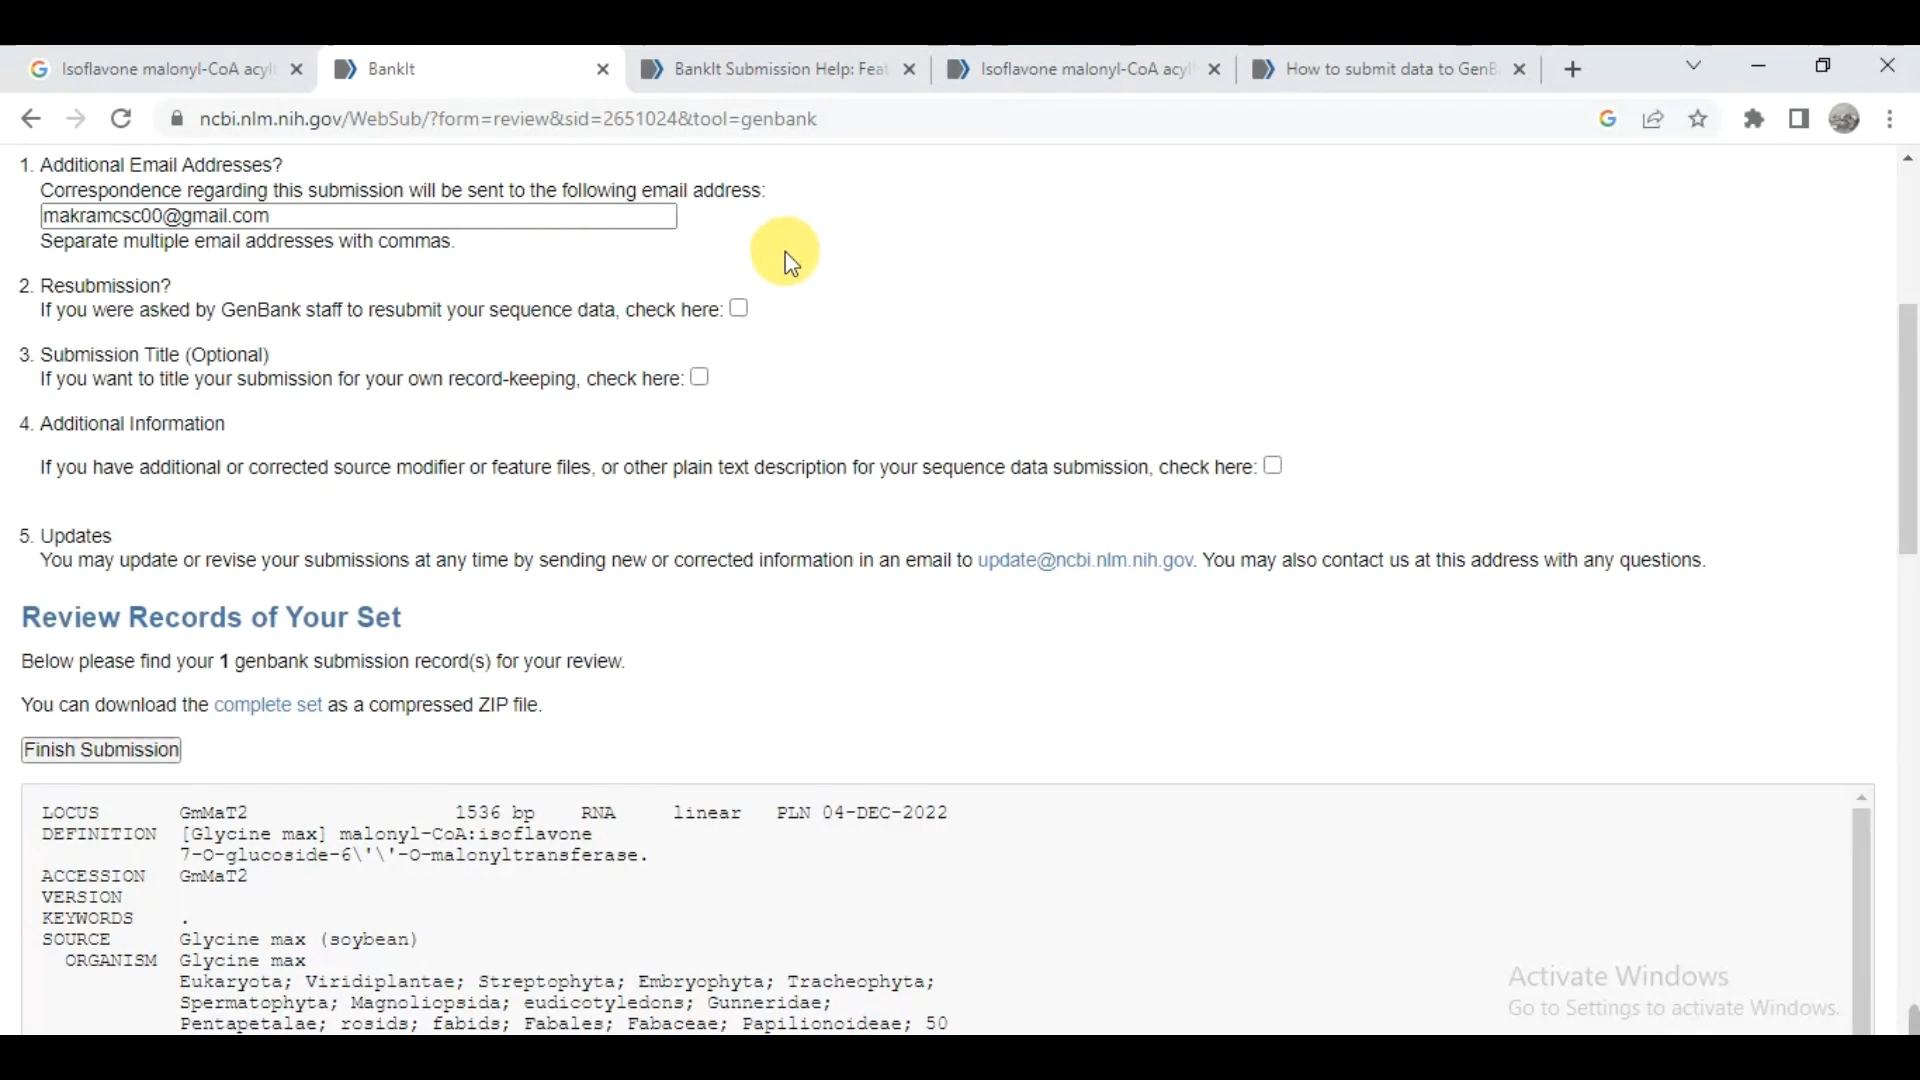 Isoflavone malonyl-CoA acyl
BankIt
BankIt Submission Help: Feat
Isoflavone malonyl-CoA acyl
How to submit data to GenB
ncbi.nlm.nih.gov/WebSub/?form=review&sid=2651024&tool=genbank
1. Additional Email Addresses?
Correspondence regarding this submission will be sent to the following email address:
makramcsc00@gmail.com
Separate multiple email addresses with commas.
2. Resubmission?
If you were asked by GenBank staff to resubmit your sequence data, check here:
3. Submission Title (Optional)
If you want to title your submission for your own record-keeping, check here:
4. Additional Information
If you have additional or corrected source modifier or feature files, or other plain text description for your sequence data submission, check here:
5. Updates
You may update or revise your submissions at any time by sending new or corrected information in an email to update@ncbi.nlm.nih.gov. You may also contact us at this address with any questions.
Review Records of Your Set
Below please find your 1 genbank submission record(s) for your review.
You can download the complete set as a compressed ZIP file.
Finish Submission
LOCUS GmMaT2 1536 bp RNA linear PLN 04-DEC-2022
DEFINITION [Glycine max] malonyl-CoA:isoflavone
7-O-glucoside-6\'\'-O-malonyltransferase.
ACCESSION GmMaT2
VERSION
KEYWORDS .
SOURCE Glycine max (soybean)
ORGANISM Glycine max
Eukaryota; Viridiplantae; Streptophyta; Embryophyta; Tracheophyta;
Spermatophyta; Magnoliopsida; eudicotyledons; Gunneridae;
Pentapetalae; rosids; fabids; Fabales; Fabaceae; Papilionoideae; 50
Activate Windows
Go to Settings to activate Windows.